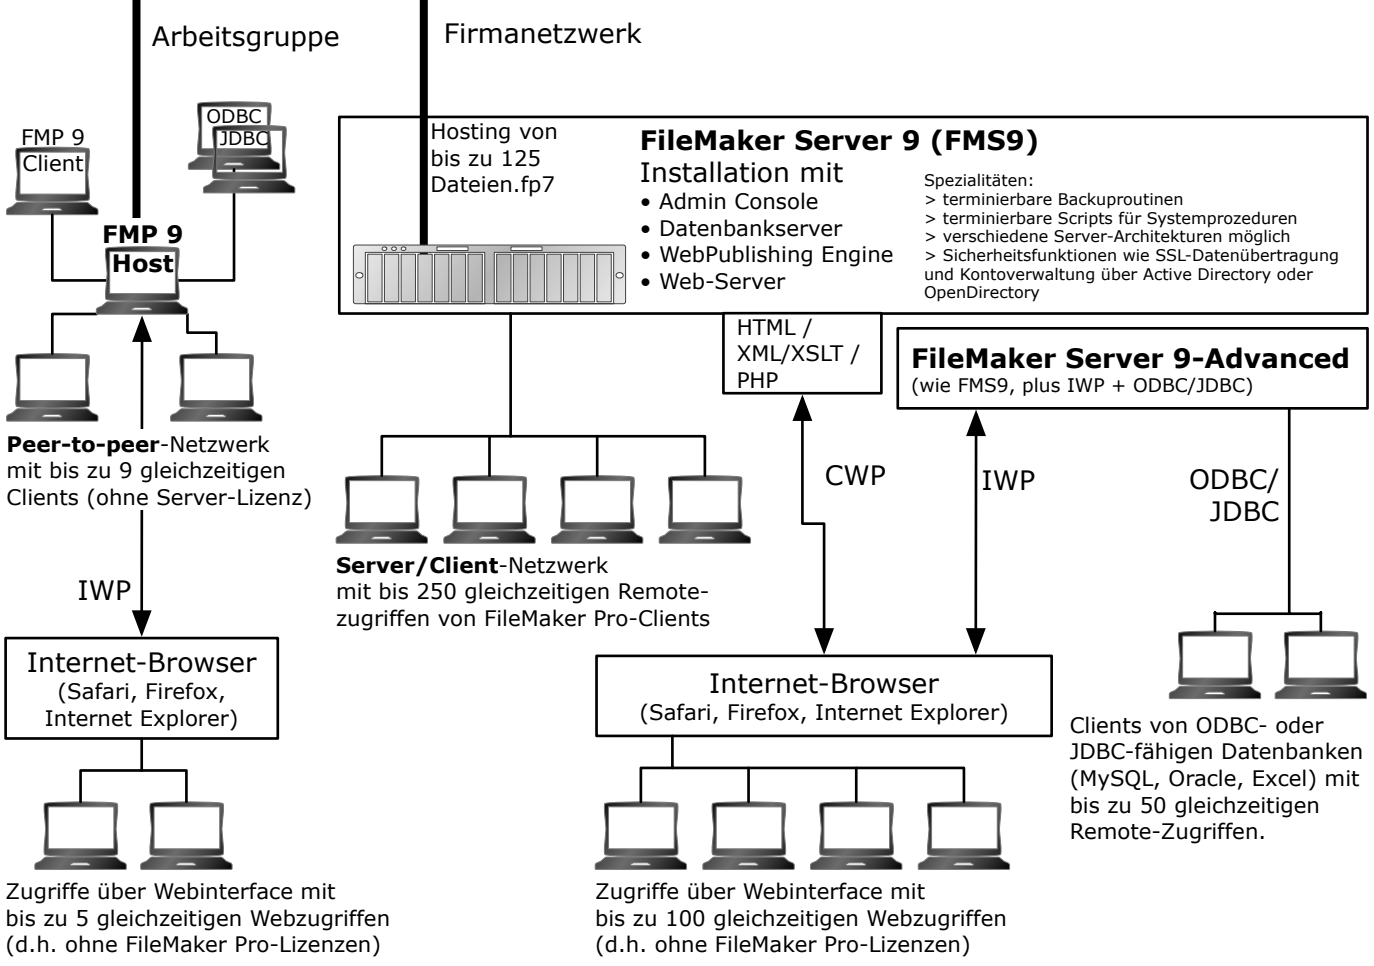 Arbeitsgruppe
Firmanetzwerk
FMP 9
Client
ODBC
JDBC
FMP 9
Host
Peer-to-peer-Netzwerk
mit bis zu 9 gleichzeitigen
Clients (ohne Server-Lizenz)
IWP
Internet-Browser
(Safari, Firefox,
Internet Explorer)
Zugriffe über Webinterface mit
bis zu 5 gleichzeitigen Webzugriffen
(d.h. ohne FileMaker Pro-Lizenzen)
Hosting von
bis zu 125
Dateien.fp7
FileMaker Server 9 (FMS9)
Installation mit
• Admin Console
• Datenbankserver
• WebPublishing Engine
• Web-Server
Spezialitäten:
> terminierbare Backuproutinen
> terminierbare Scripts für Systemprozeduren
> verschiedene Server-Architekturen möglich
> Sicherheitsfunktionen wie SSL-Datenübertragung
und Kontoverwaltung über Active Directory oder
OpenDirectory
HTML /
XML/XSLT /
PHP
FileMaker Server 9-Advanced
(wie FMS9, plus IWP + ODBC/JDBC)
CWP
IWP
ODBC/
JDBC
Server/Client-Netzwerk
mit bis 250 gleichzeitigen Remote-
zugriffen von FileMaker Pro-Clients
Internet-Browser
(Safari, Firefox, Internet Explorer)
Zugriffe über Webinterface mit
bis zu 100 gleichzeitigen Webzugriffen
(d.h. ohne FileMaker Pro-Lizenzen)
Clients von ODBC- oder
JDBC-fähigen Datenbanken
(MySQL, Oracle, Excel) mit
bis zu 50 gleichzeitigen
Remote-Zugriffen.